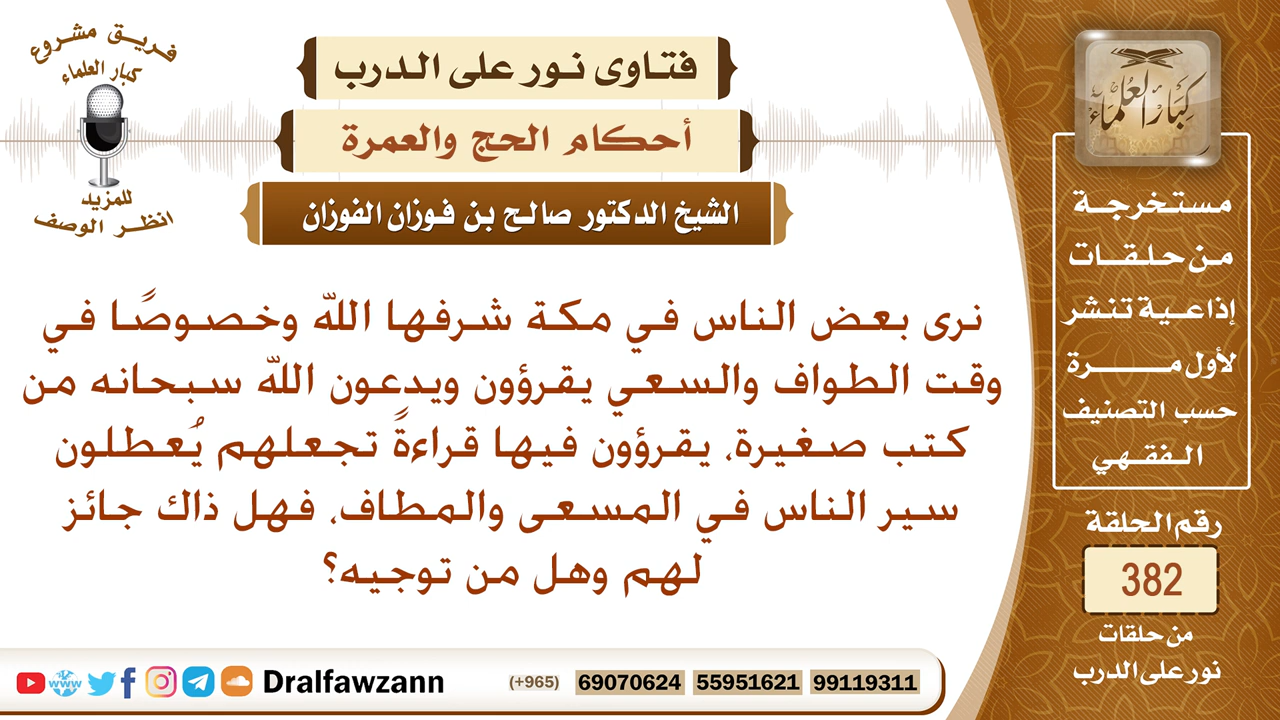 فريق مشروع
كبار العلماء
للمزيد
انظر الوصف
فتاوى نور على الدرب
أحكام الحج والعمرة
الشيخ الدكتور صالح بن فوزان الفوزان
نرى بعض الناس في مكة شرفها الله وخصوصًا في
وقت الطواف والسعي يقرؤون ويدعون الله سبحانه من
كتب صغيرة، يقرؤون فيها قراءةً تجعلهم يُعطلون
سير الناس في المسعى والمطاف، فهل ذاك جائز
لهم وهل من توجيه؟
كبار العلماء
مستخرجة
من حلقات
إذاعية تنشر
لأول مرة
حسب التصنيف
الفقهي
رقم الحلقة
382
من حلقات
نور على الدرب
www
Dralfawzann (+965) 69070624 55951621 99119311